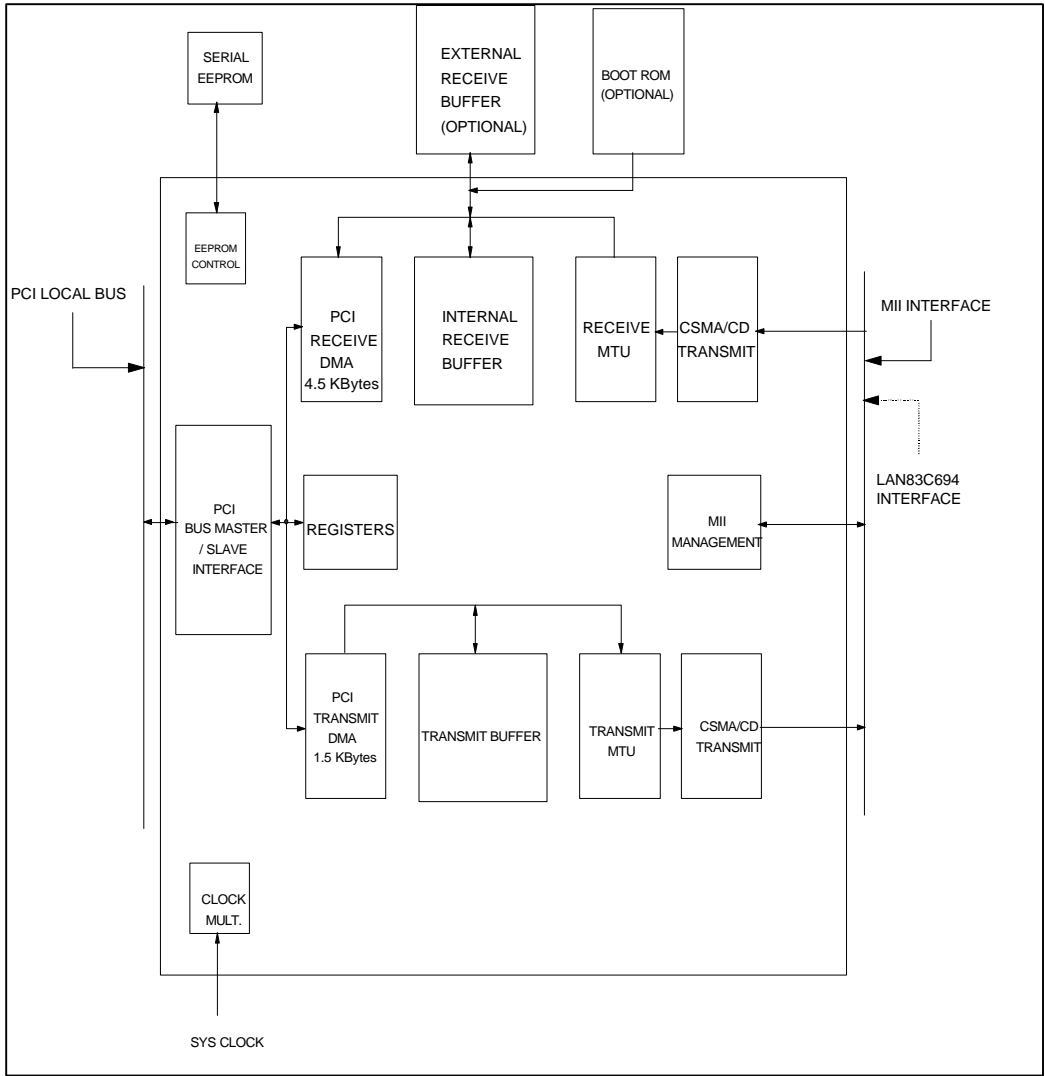 SERIAL
EEPROM
EXTERNAL
RECEIVE
BUFFER
(OPTIONAL)
BOOT ROM
(OPTIONAL)
EEPROM
CONTROL
PCI LOCAL BUS
PCI
RECEIVE
DMA
4.5 KBytes
INTERNAL
RECEIVE
BUFFER
RECEIVE
MTU
CSMA/CD
TRANSMIT
MII INTERFACE
LAN83C694
INTERFACE
PCI
BUS MASTER
/ SLAVE
INTERFACE
REGISTERS
MII
MANAGEMENT
PCI
TRANSMIT
DMA
1.5 KBytes
TRANSMIT BUFFER
TRANSMIT
MTU
CSMA/CD
TRANSMIT
CLOCK
MULT.
SYS CLOCK